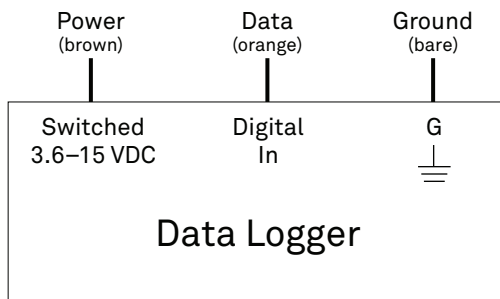 Power Data Ground
(brown) (orange) (bare)
Switched Digital G
3.6–15 VDC In
Data Logger